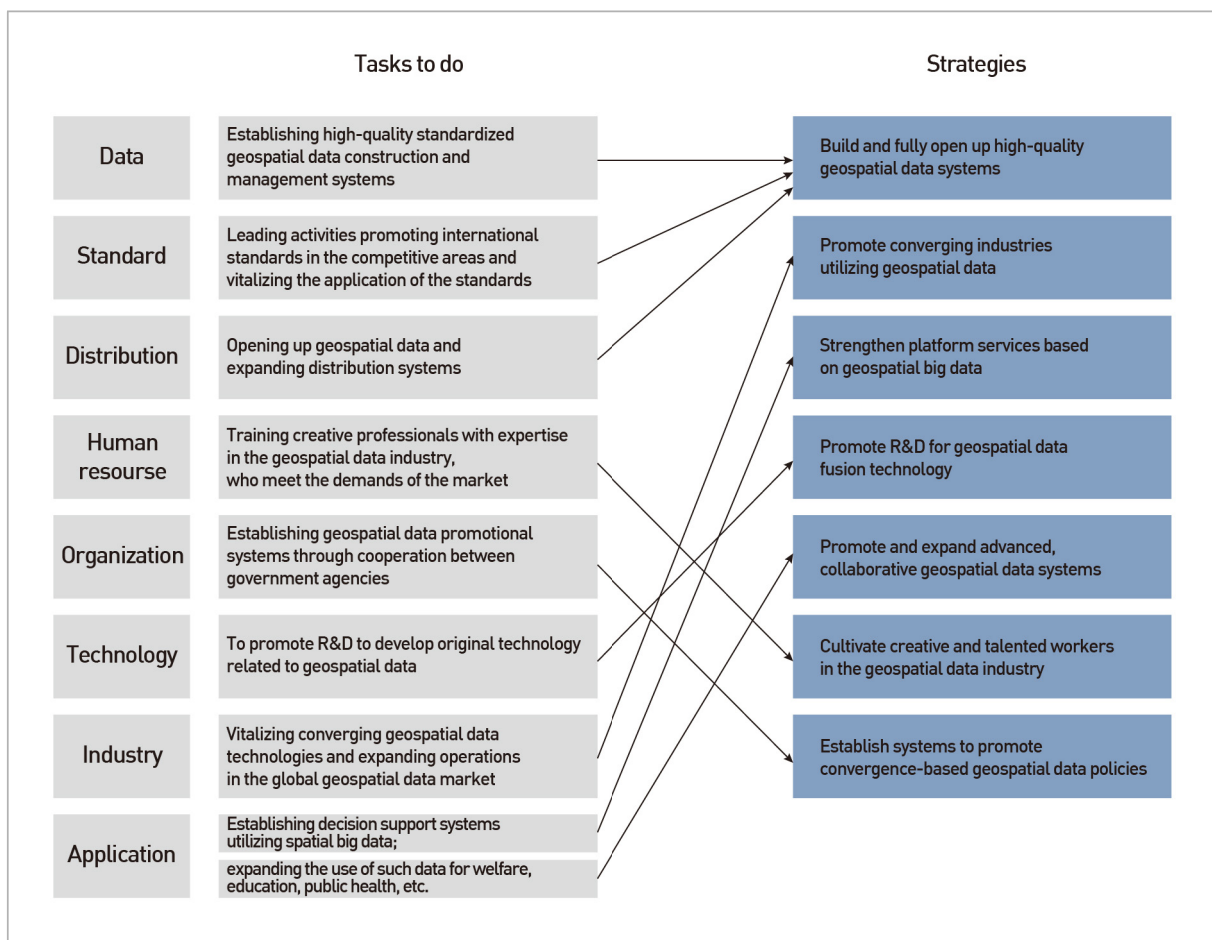 Tasks to do
Strategies
Data
Establishing high-quality standardized
geospatial data construction and
management systems
Build and fully open up high-quality
geospatial data systems
Standard
Leading activities promoting international
standards in the competitive areas and
vitalizing the application of the standards
Promote converging industries
utilizing geospatial data
Distribution
Opening up geospatial data and
expanding distribution systems
Strengthen platform services based
on geospatial big data
Human
resourse
Training creative professionals with expertise
in the geospatial data industry,
who meet the demands of the market
Promote R&D for geospatial data
fusion technology
Organization
Establishing geospatial data promotional
systems through cooperation between
government agencies
Promote and expand advanced,
collaborative geospatial data systems
Technology
To promote R&D to develop original technology
related to geospatial data
Cultivate creative and talented workers
in the geospatial data industry
Industry
Vitalizing converging geospatial data
technologies and expanding operations
in the global geospatial data market
Establish systems to promote
convergence-based geospatial data policies
Application
Establishing decision support systems
utilizing spatial big data;
expanding the use of such data for welfare,
education, public health, etc.